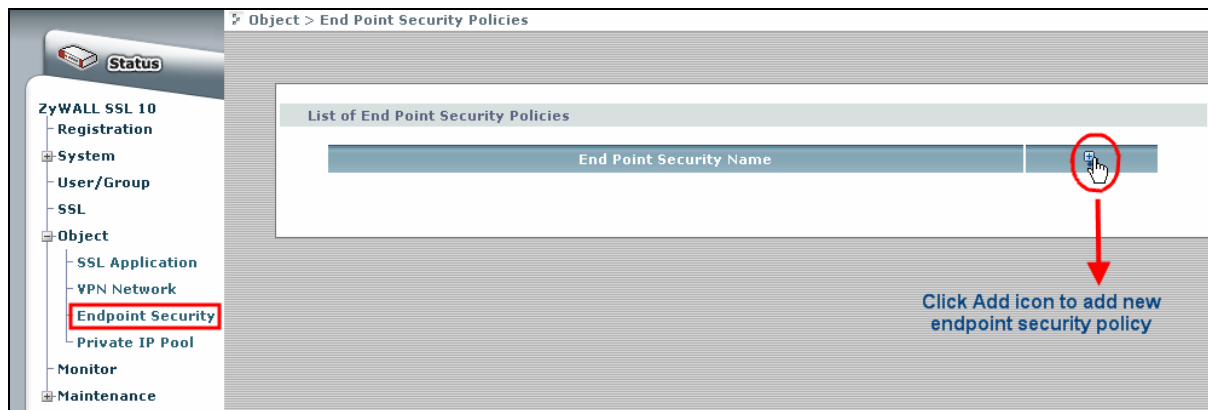 Object > End Point Security Policies
Status
ZyWALL SSL 10
Registration
System
User/Group
SSL
Object
SSL Application
VPN Network
Endpoint Security
Private IP Pool
Monitor
Maintenance
List of End Point Security Policies
End Point Security Name
Click Add icon to add new
endpoint security policy